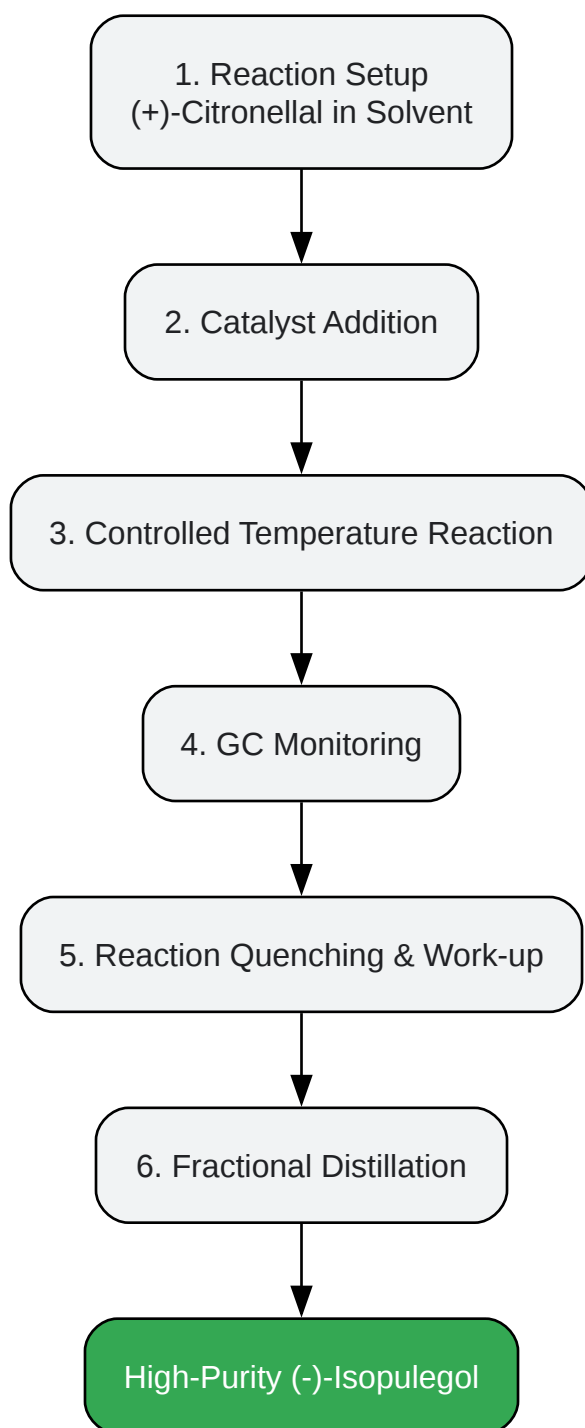 1. Reaction Setup
(+)-Citronellal in Solvent
2. Catalyst Addition
3. Controlled Temperature Reaction
4. GC Monitoring
5. Reaction Quenching & Work-up
6. Fractional Distillation
High-Purity (-)-Isopulegol